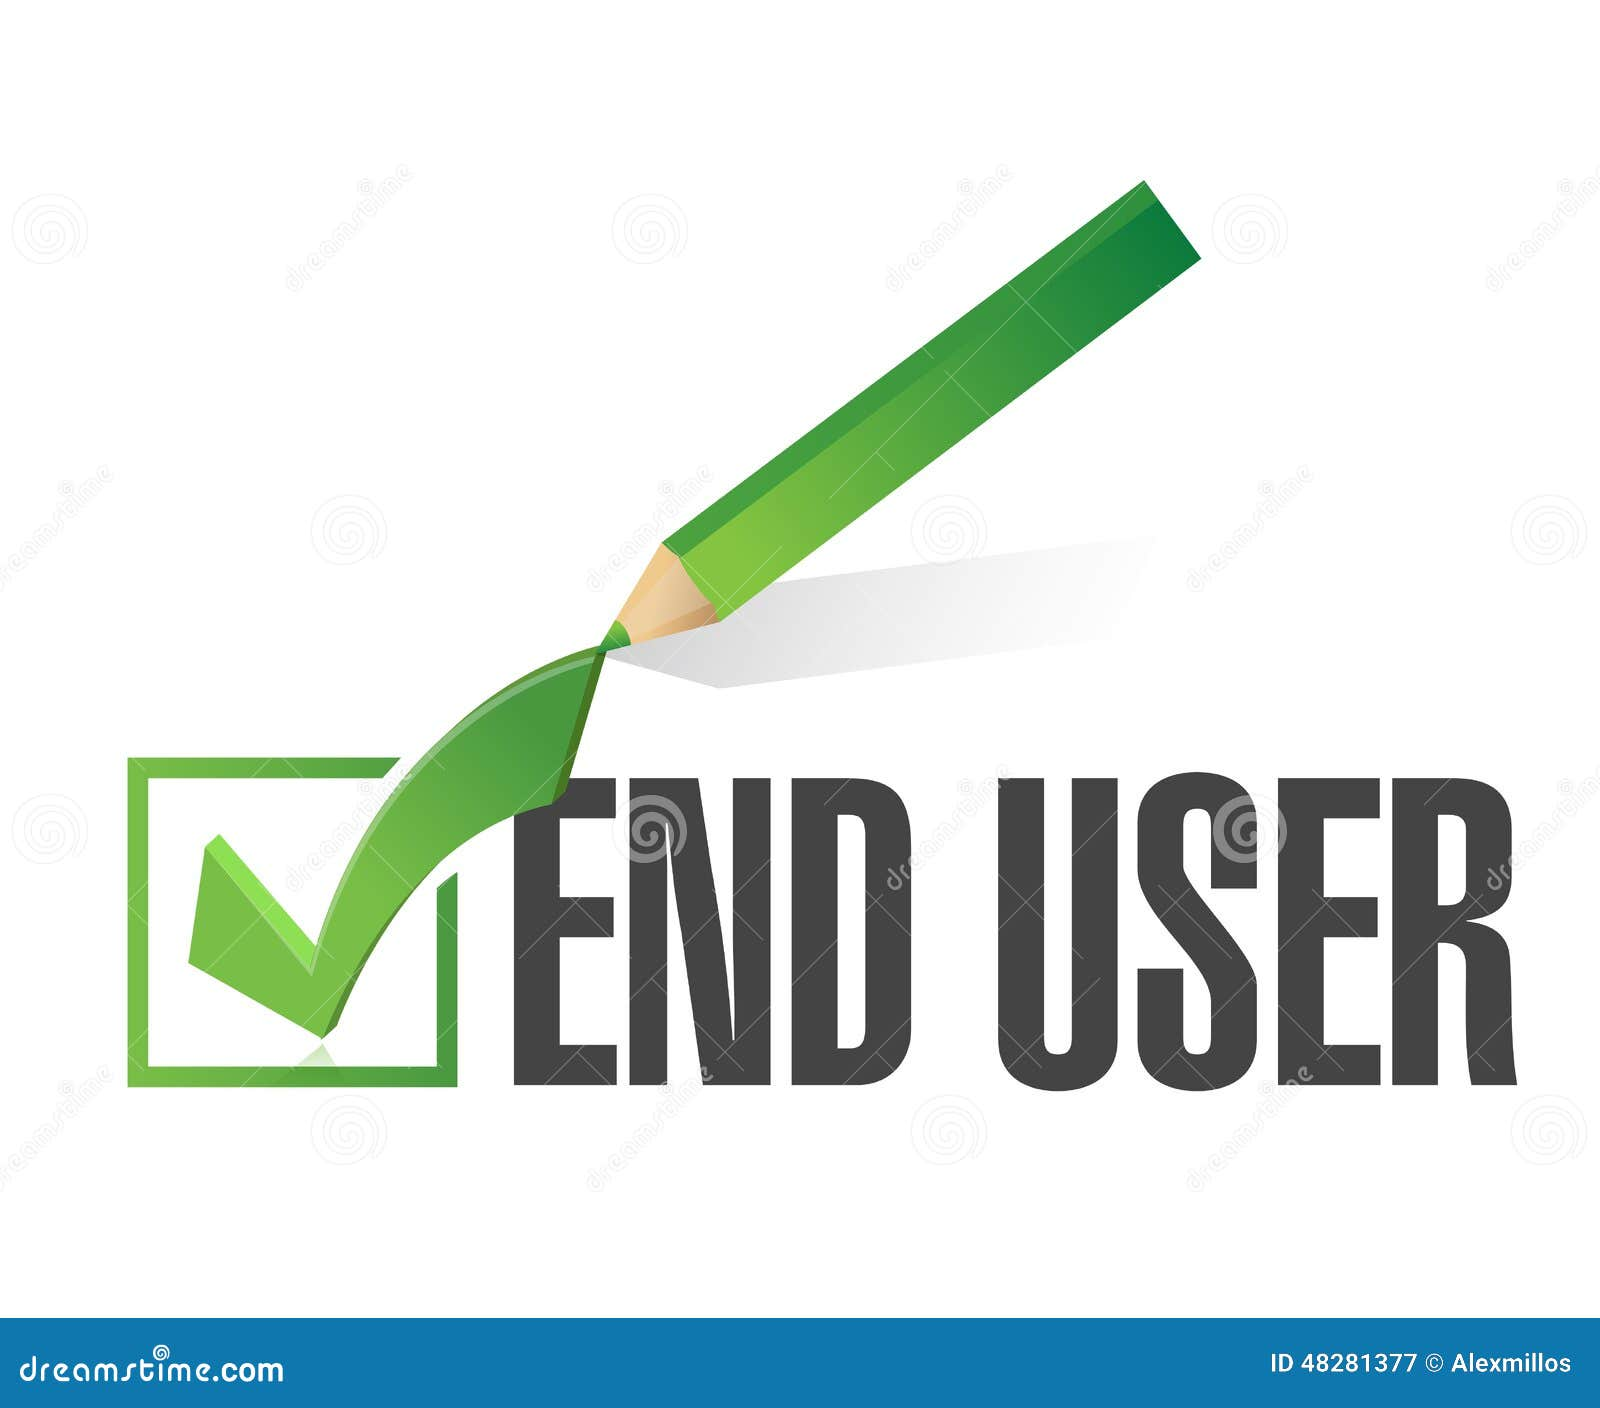 END USER
dreamstime.com
ID 48281377 © Alexmillos